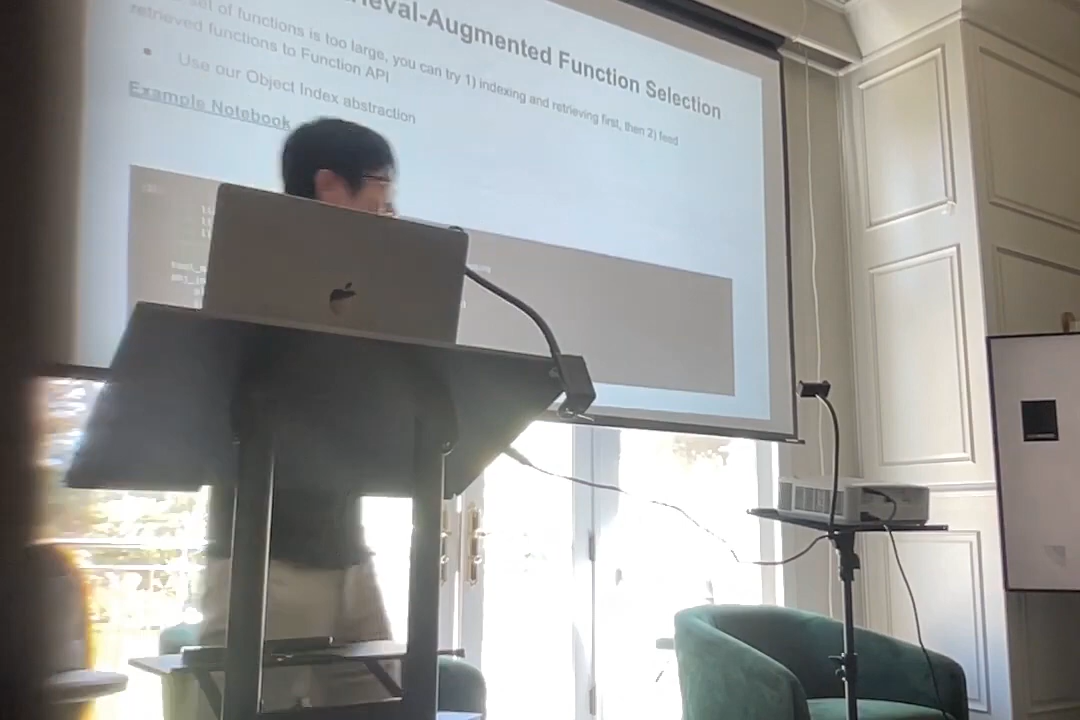 ieval-Augmented Function Selection
set of functions is too large, you can try 1) indexing and retrieving first, then 2) feed
retrieved functions to Function API
• Use our Object Index abstraction
Example Notebook